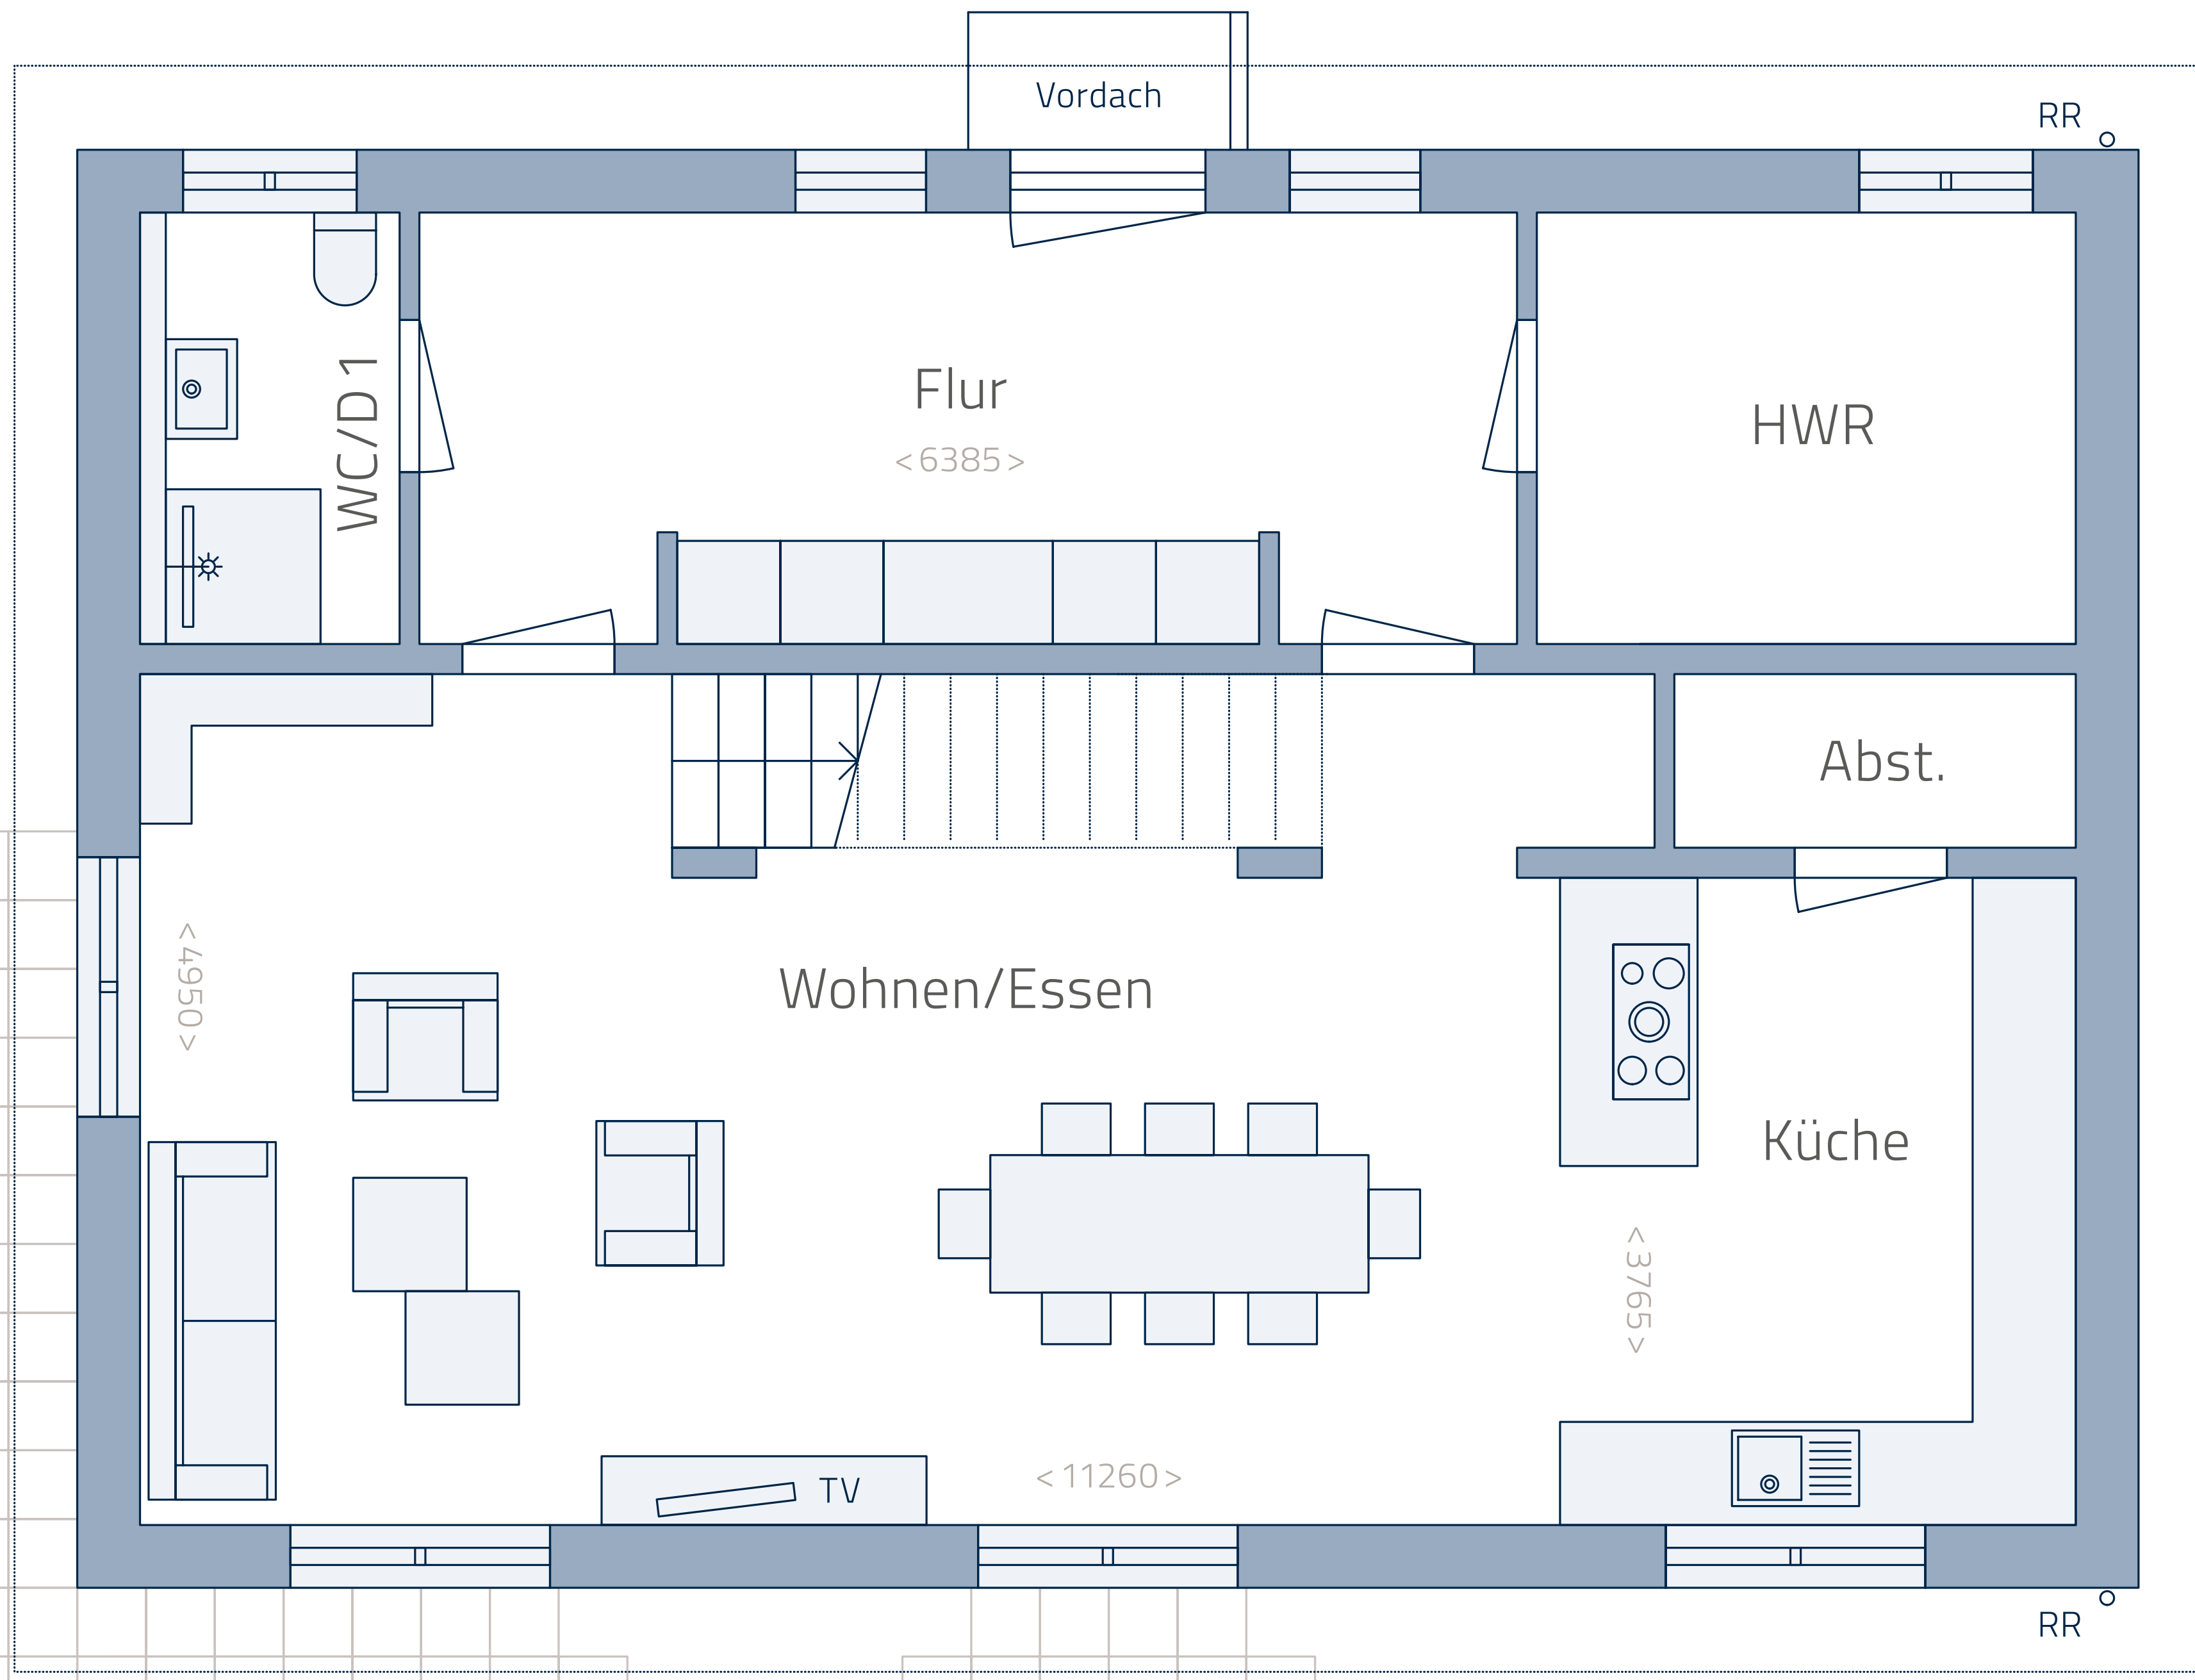 Vordach
RR
WC/D 1
Flur
<6385>
HWR
Abst.
<4950>
Wohnen/Essen
Küche
<3765>
TV
<11260>
RR